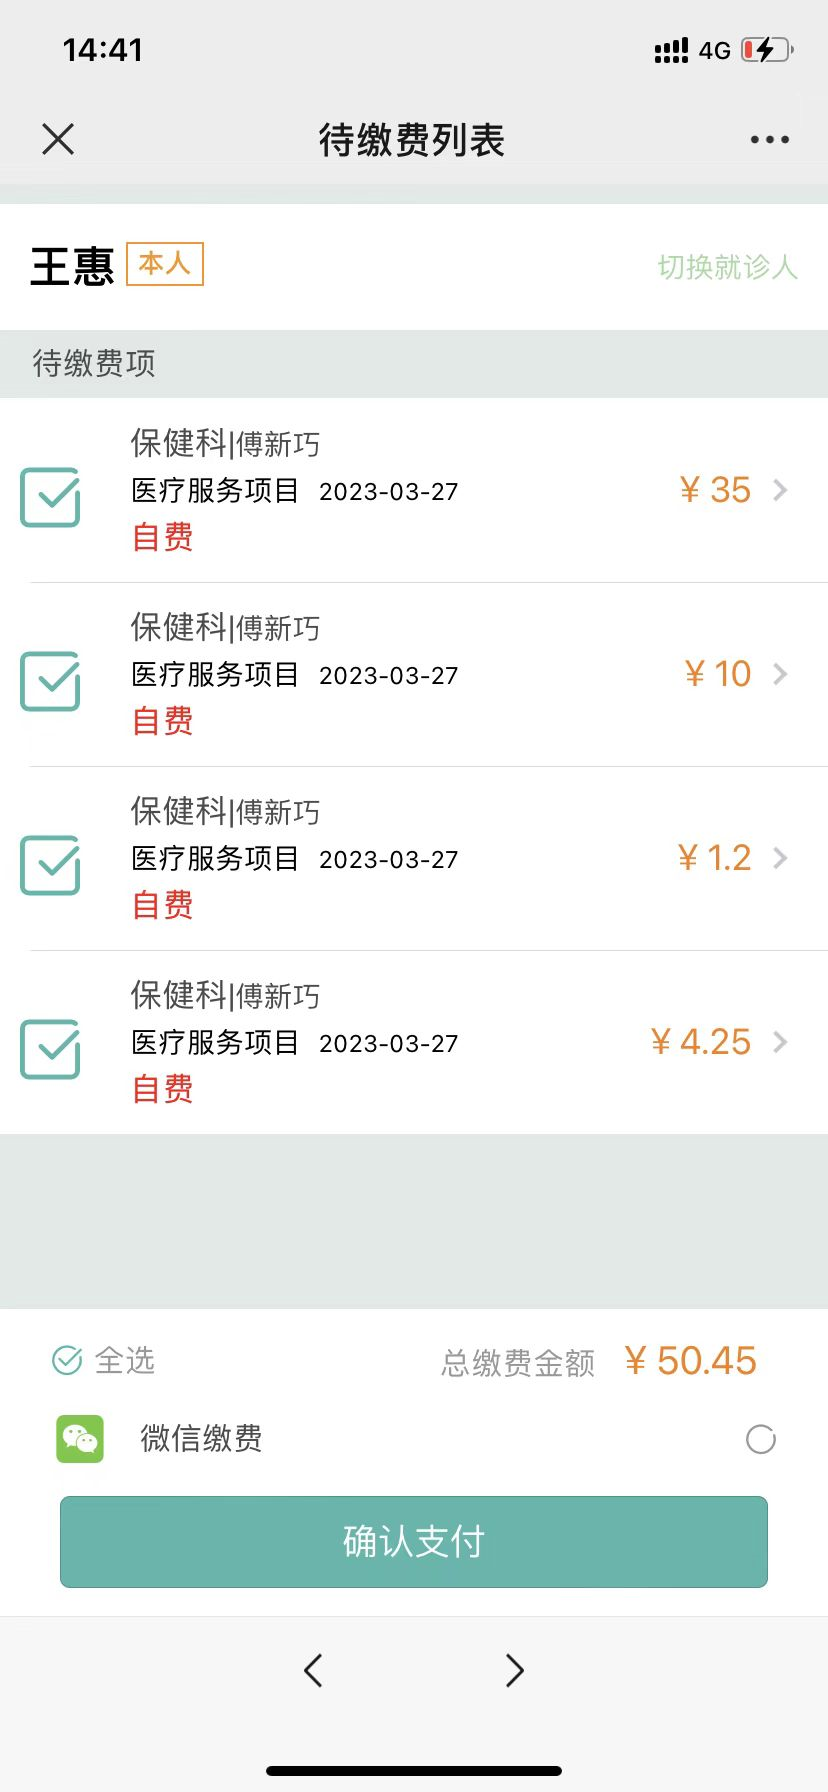 14:41 4G
待缴费列表
王惠 本人 切换就诊人
待缴费项
保健科|傅新巧
医疗服务项目 2023-03-27 ¥ 35
自费
保健科|傅新巧
医疗服务项目 2023-03-27 ¥ 10
自费
保健科|傅新巧
医疗服务项目 2023-03-27 ¥ 1.2
自费
保健科|傅新巧
医疗服务项目 2023-03-27 ¥ 4.25
自费
全选 总缴费金额 ¥ 50.45
微信缴费
确认支付